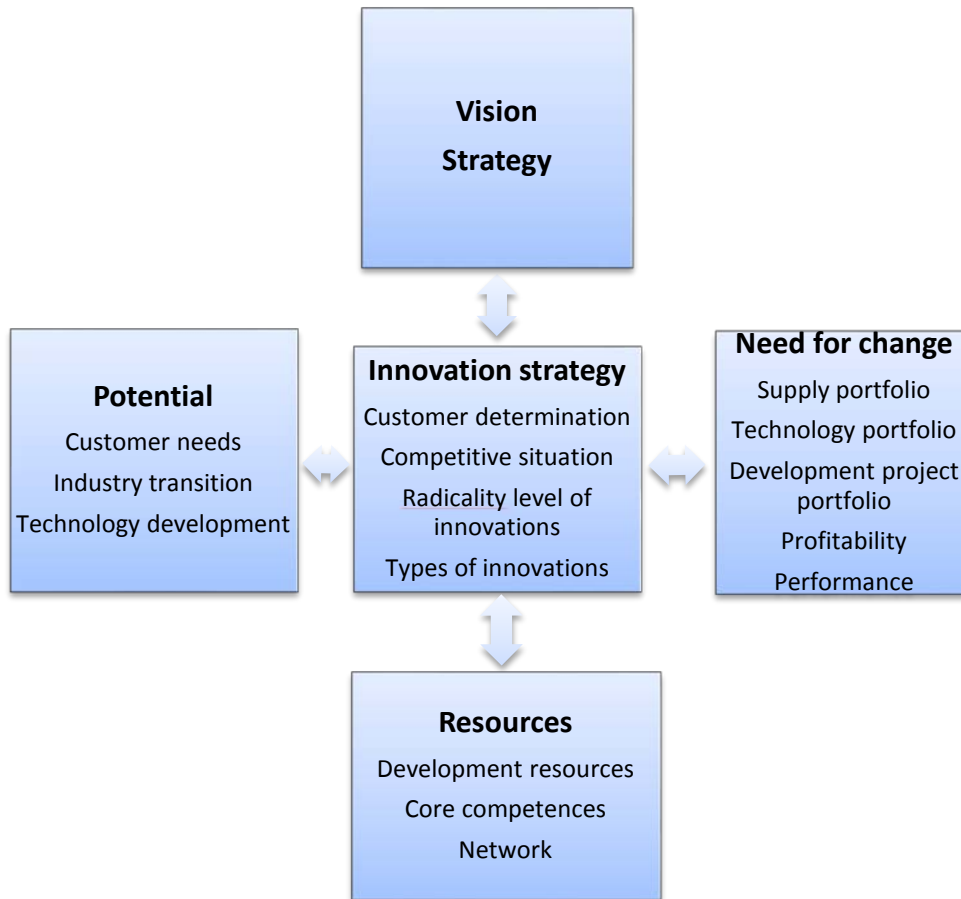 Vision
Strategy
Potential
Customer needs
Industry transition
Technology development
Innovation strategy
Customer determination
Competitive situation
Radicality level of
innovations
Types of innovations
Need for change
Supply portfolio
Technology portfolio
Development project
portfolio
Profitability
Performance
Resources
Development resources
Core competences
Network